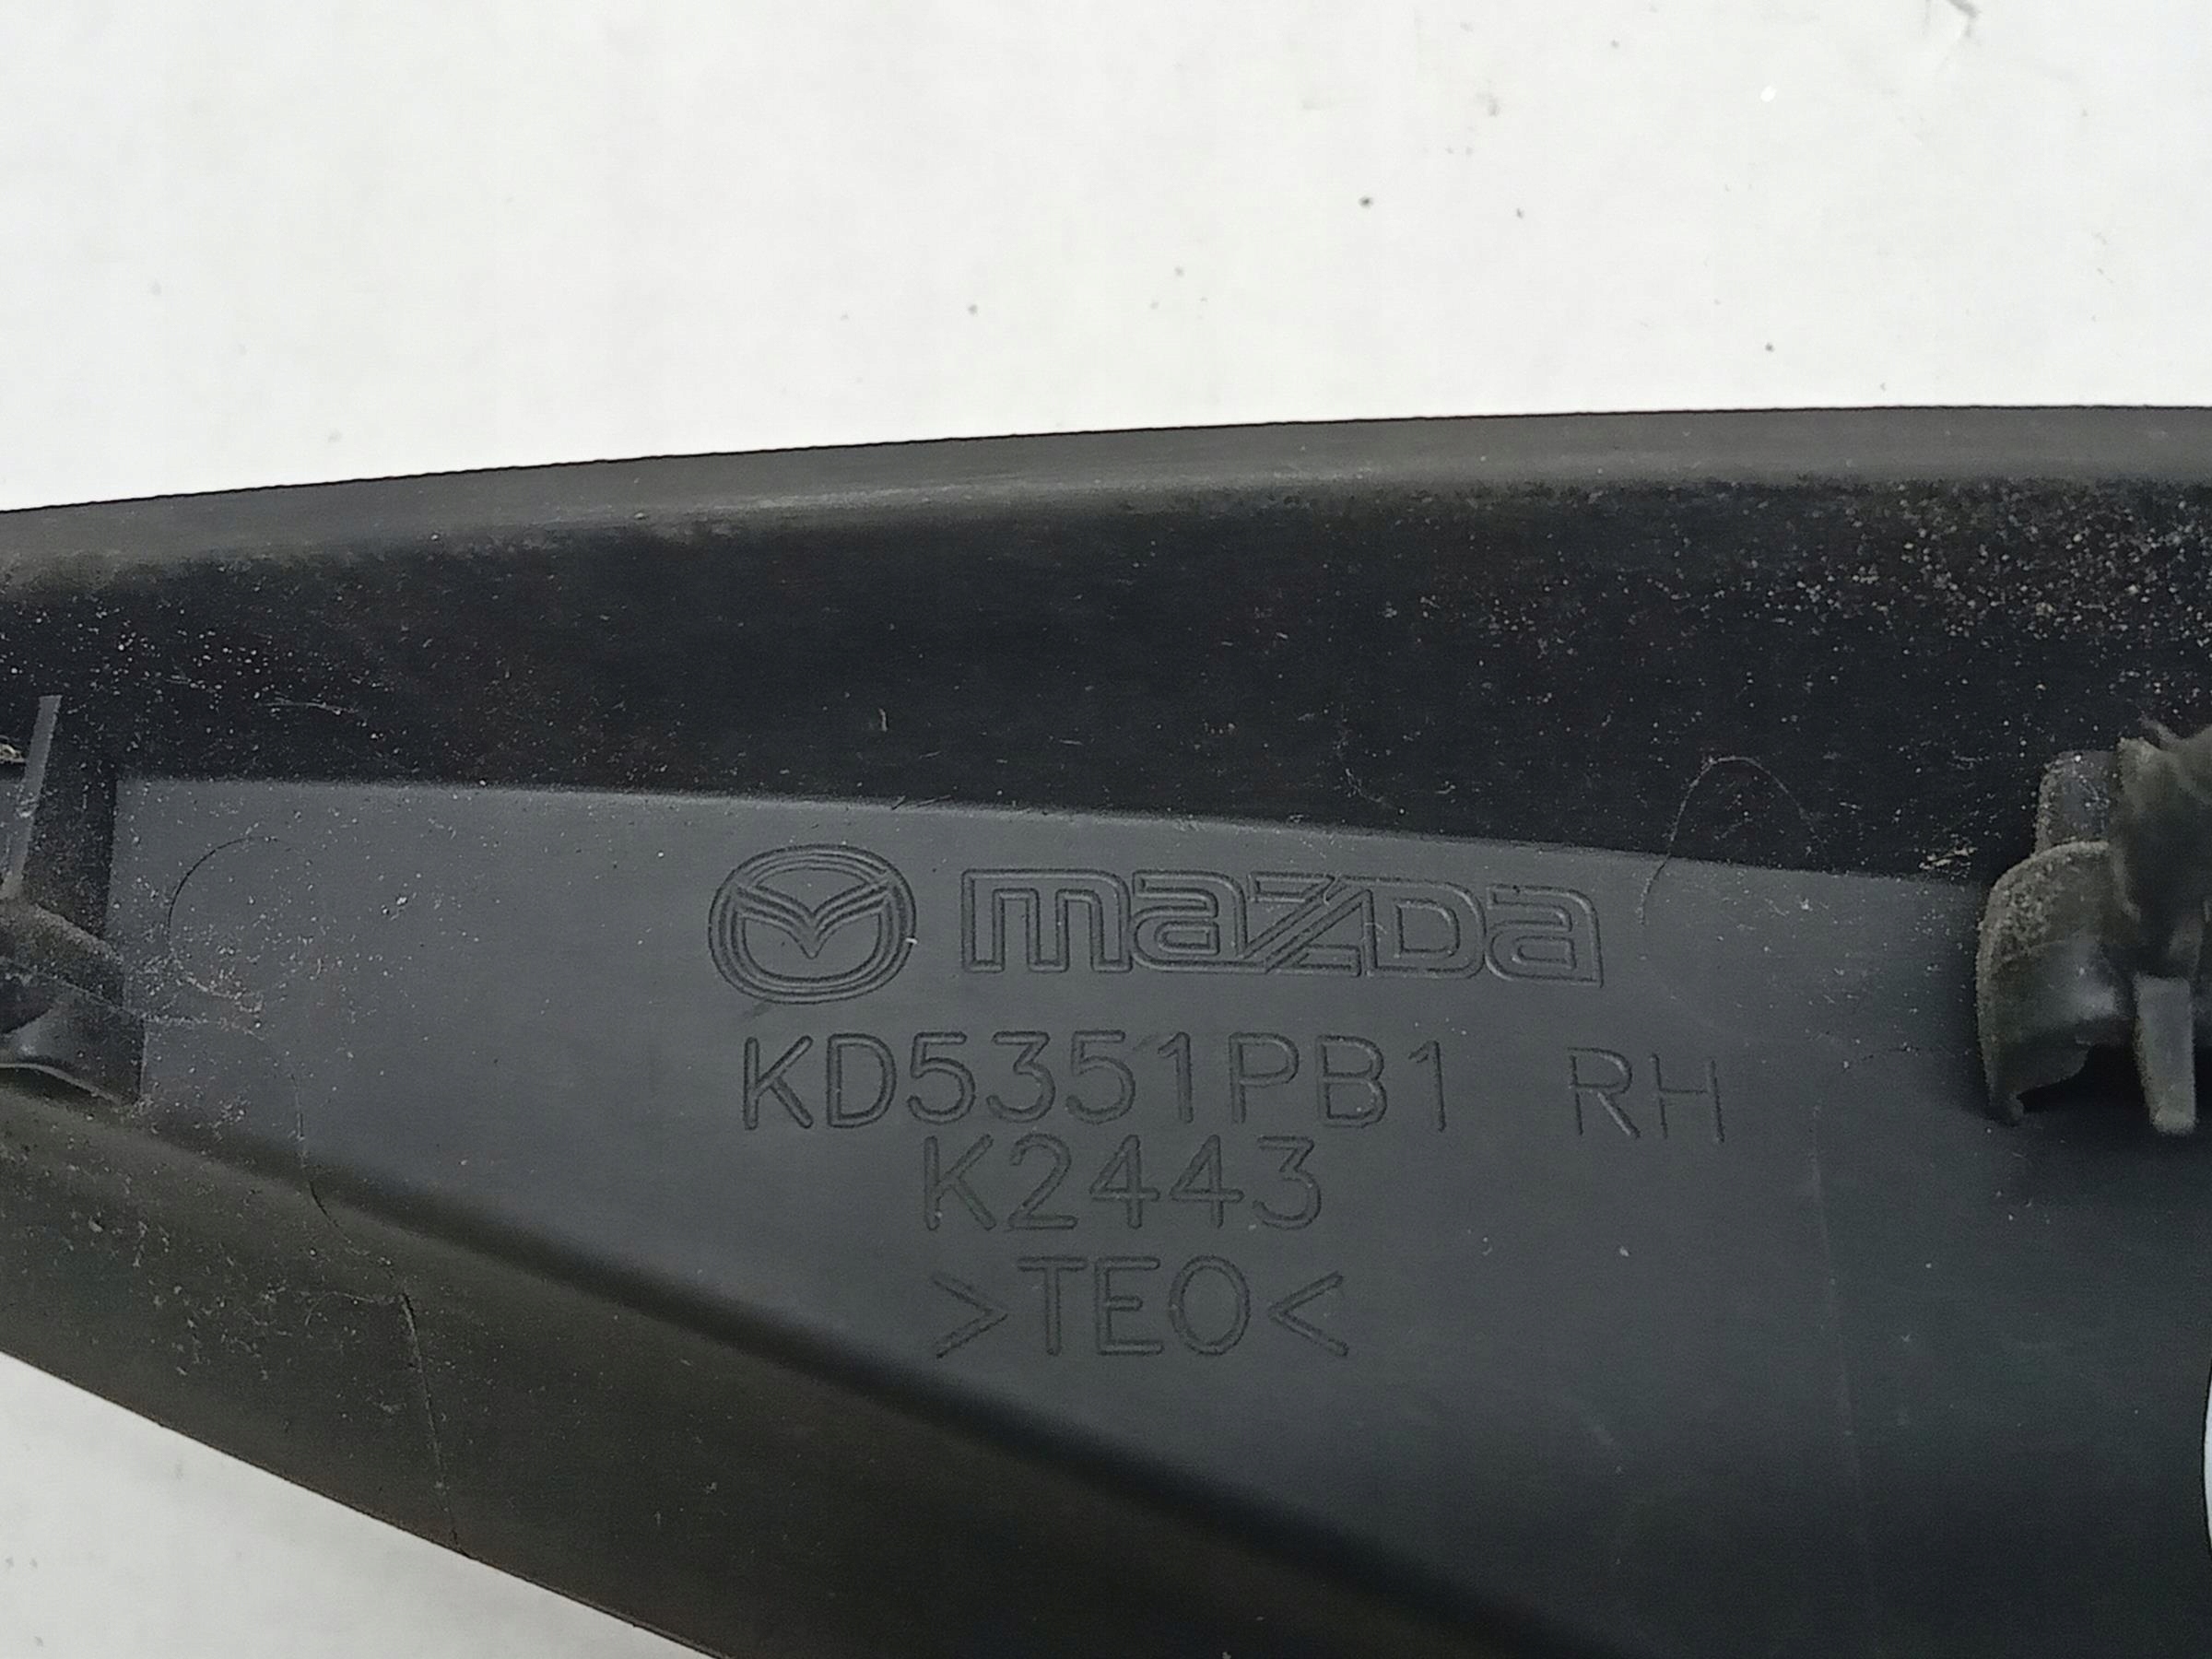 mazda
KD5351PB1 RH
K2443
>TEO<